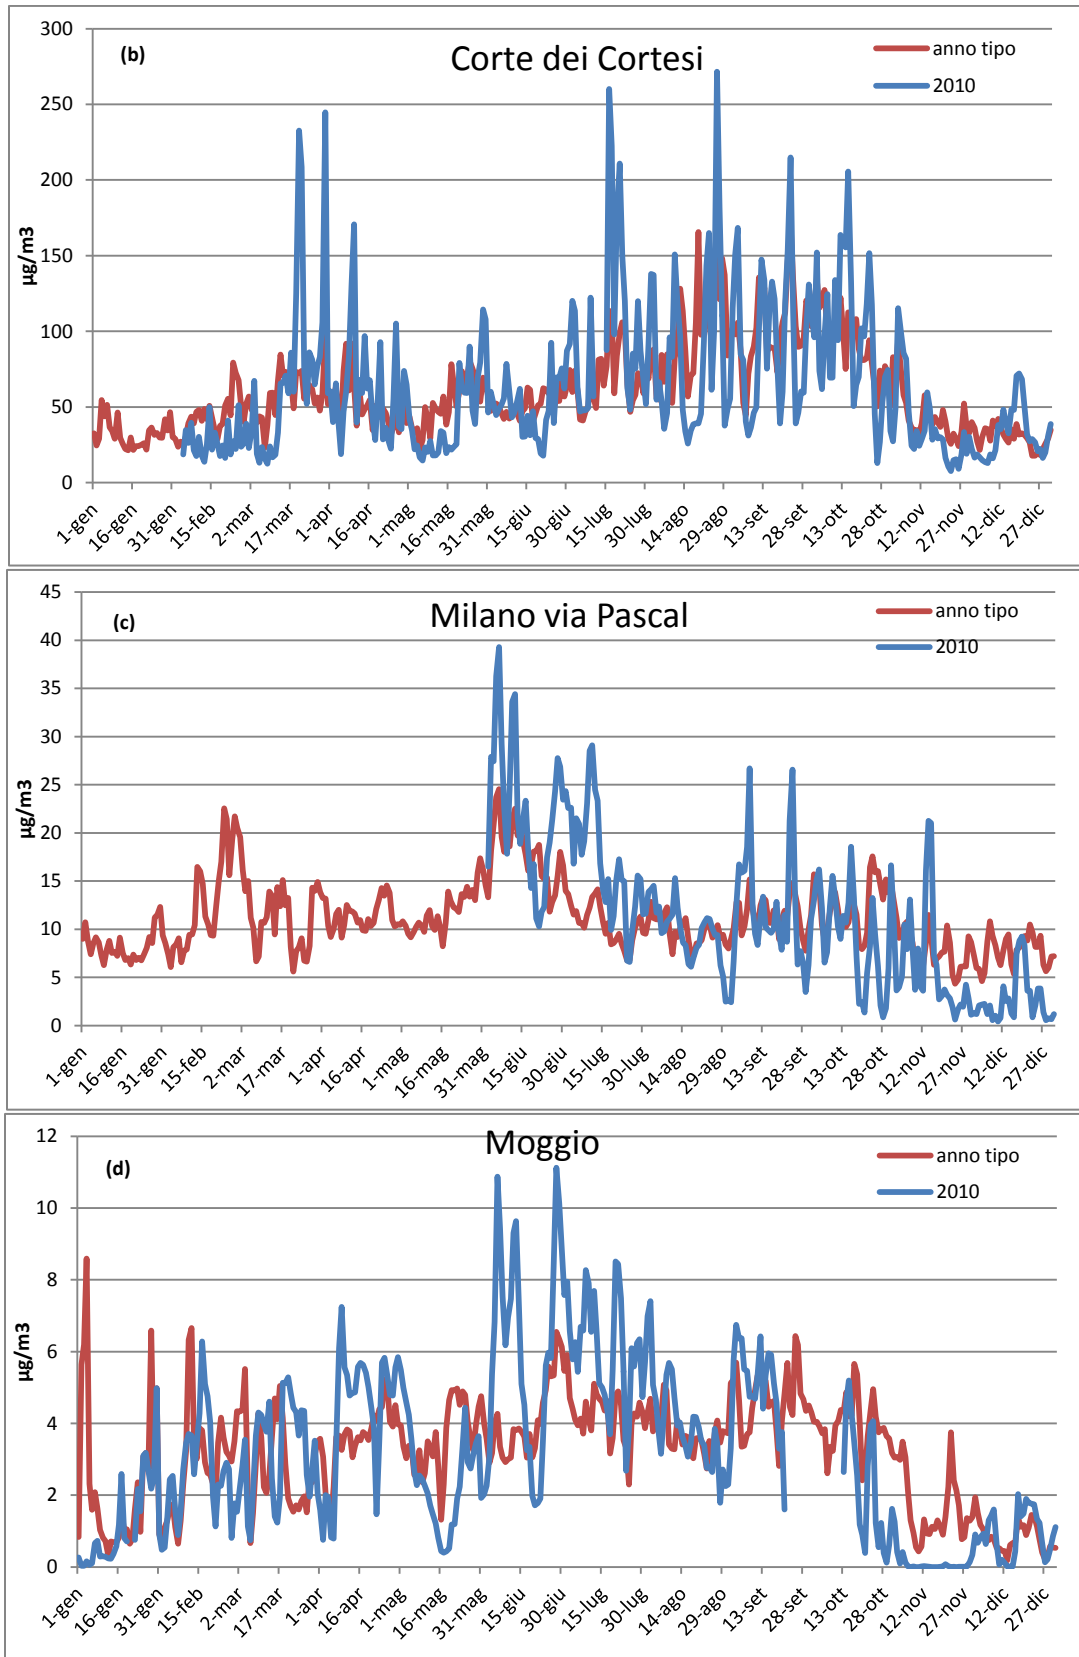 (b)
Corte dei Cortesi
anno tipo
2010
µg/m3
300
250
200
150
100
50
0
1-gen 16-gen 31-gen 15-feb 2-mar 17-mar 1-apr 16-apr 1-mag 16-mag 31-mag 15-giu 30-giu 15-lug 30-lug 14-ago 29-ago 13-set 28-set 13-ott 28-ott 12-nov 27-nov 12-dic 27-dic
(c)
Milano via Pascal
anno tipo
2010
µg/m3
45
40
35
30
25
20
15
10
5
0
1-gen 16-gen 31-gen 15-feb 2-mar 17-mar 1-apr 16-apr 1-mag 16-mag 31-mag 15-giu 30-giu 15-lug 30-lug 14-ago 29-ago 13-set 28-set 13-ott 28-ott 12-nov 27-nov 12-dic 27-dic
(d)
Moggio
anno tipo
2010
µg/m3
12
10
8
6
4
2
0
1-gen 16-gen 31-gen 15-feb 2-mar 17-mar 1-apr 16-apr 1-mag 16-mag 31-mag 15-giu 30-giu 15-lug 30-lug 14-ago 29-ago 13-set 28-set 13-ott 28-ott 12-nov 27-nov 12-dic 27-dic